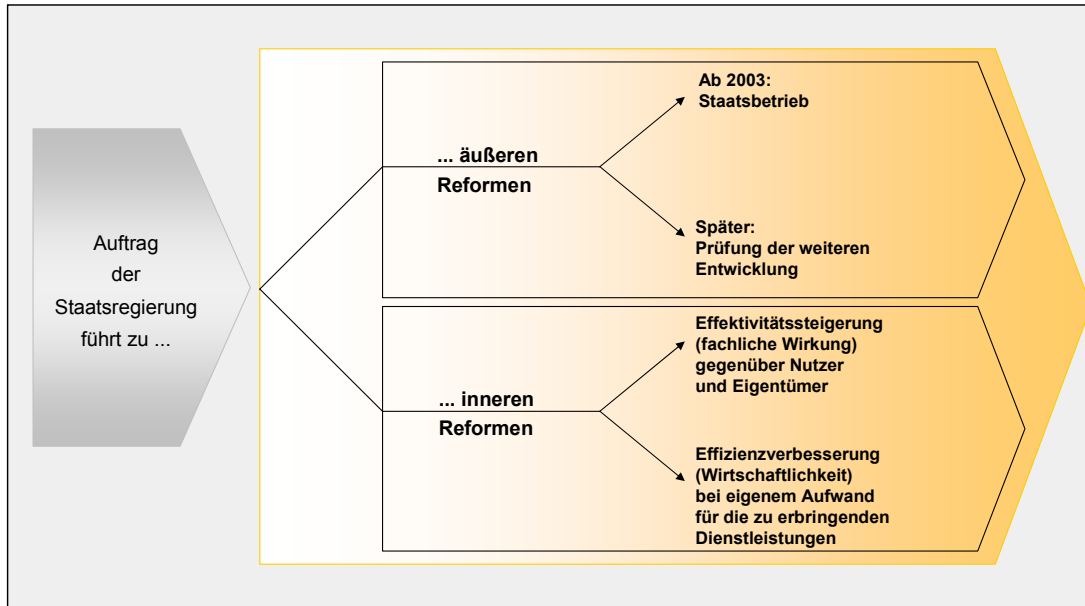 Auftrag
der
Staatsregierung
führt zu ...
... äußeren
Reformen
Ab 2003:
Staatsbetrieb
Später:
Prüfung der weiteren
Entwicklung
... inneren
Reformen
Effektivitätssteigerung
(fachliche Wirkung)
gegenüber Nutzer
und Eigentümer
Effizienzverbesserung
(Wirtschaftlichkeit)
bei eigenem Aufwand
für die zu erbringenden
Dienstleistungen